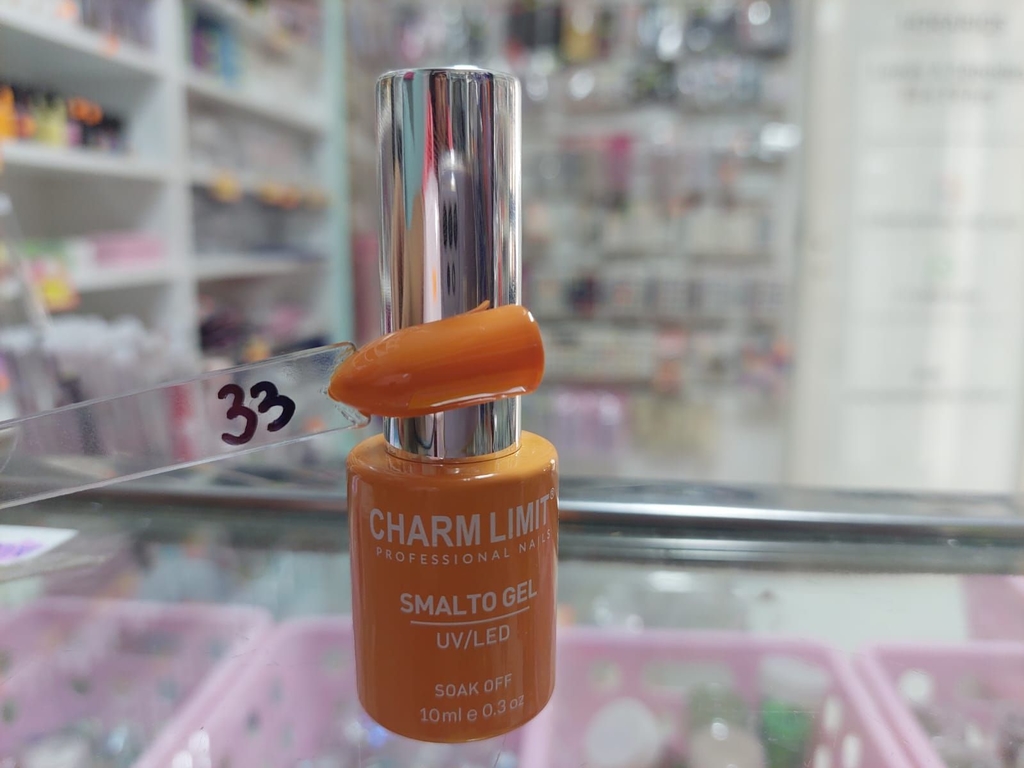 33
CHARM LIMIT®
PROFESSIONAL NAILS
SMALTO GEL
UV/LED
SOAK OFF
10ml e 0.3 oz